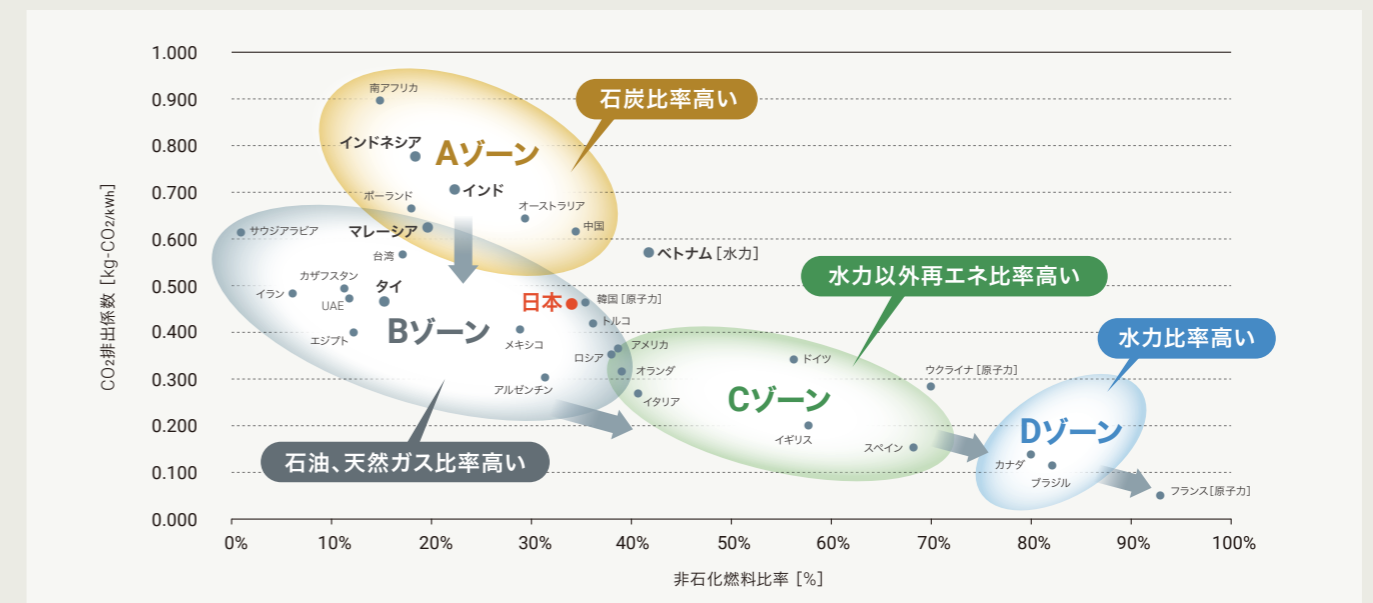 CO2排出係数 [kg-CO2/kWh]
1.000
0.900
0.800
0.700
0.600
0.500
0.400
0.300
0.200
0.100
0.000
0%
10%
20%
30%
40%
50%
60%
70%
80%
90%
100%
非石化燃料比率 [%]
石炭比率高い
Aゾーン
南アフリカ
インドネシア
インド
ポーランド
オーストラリア
マレーシア
中国
ベトナム [水力]
サウジアラビア
台湾
カザフスタン
イラン
UAE
タイ
日本
韓国 [原子力]
Bゾーン
エジプト
メキシコ
トルコ
ロシア
アメリカ
アルゼンチン
オランダ
イタリア
石油、天然ガス比率高い
水力以外再エネ比率高い
Cゾーン
ドイツ
イギリス
スペイン
ウクライナ [原子力]
水力比率高い
Dゾーン
カナダ
ブラジル
フランス[原子力]